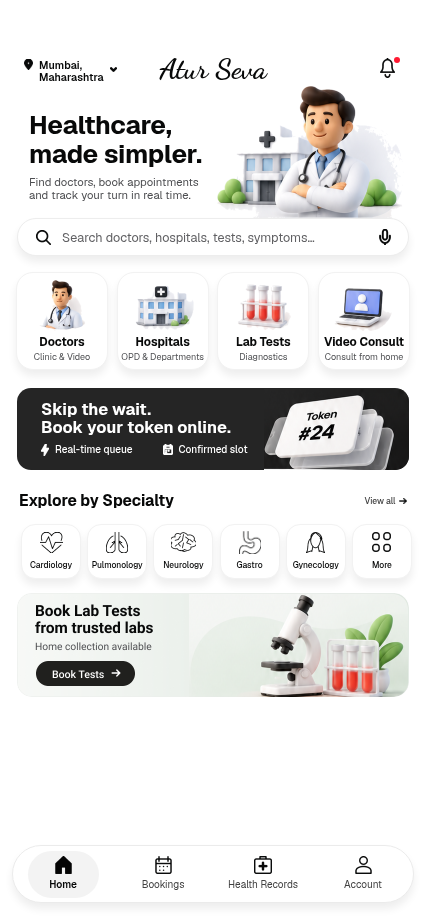 Mumbai,
Maharashtra
Atur Seva
Healthcare,
made simpler.
Find doctors, book appointments
and track your turn in real time.
Search doctors, hospitals, tests, symptoms...
Doctors
Clinic & Video
Hospitals
OPD & Departments
Lab Tests
Diagnostics
Video Consult
Consult from home
Skip the wait.
Book your token online.
Real-time queue
Confirmed slot
Token
#24
Explore by Specialty
View all
Cardiology
Pulmonology
Neurology
Gastro
Gynecology
More
Book Lab Tests
from trusted labs
Home collection available
Book Tests
Home
Bookings
Health Records
Account